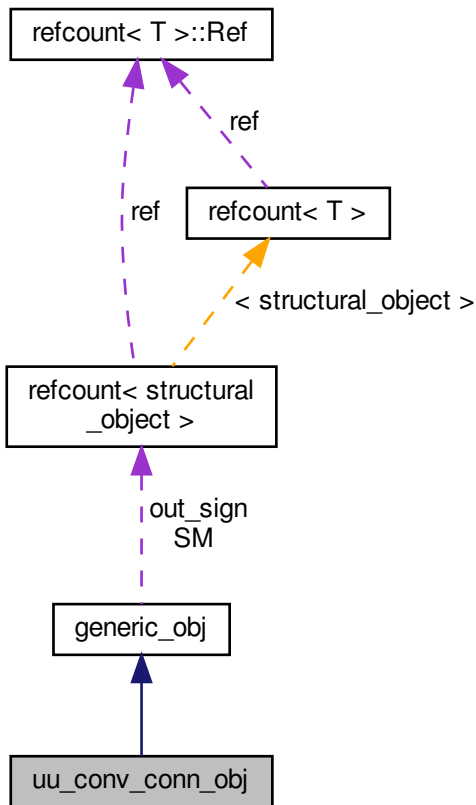 refcount< T >::Ref
ref
ref
refcount< T >
< structural_object >
refcount< structural
_object >
out_sign
SM
generic_obj
uu_conv_conn_obj